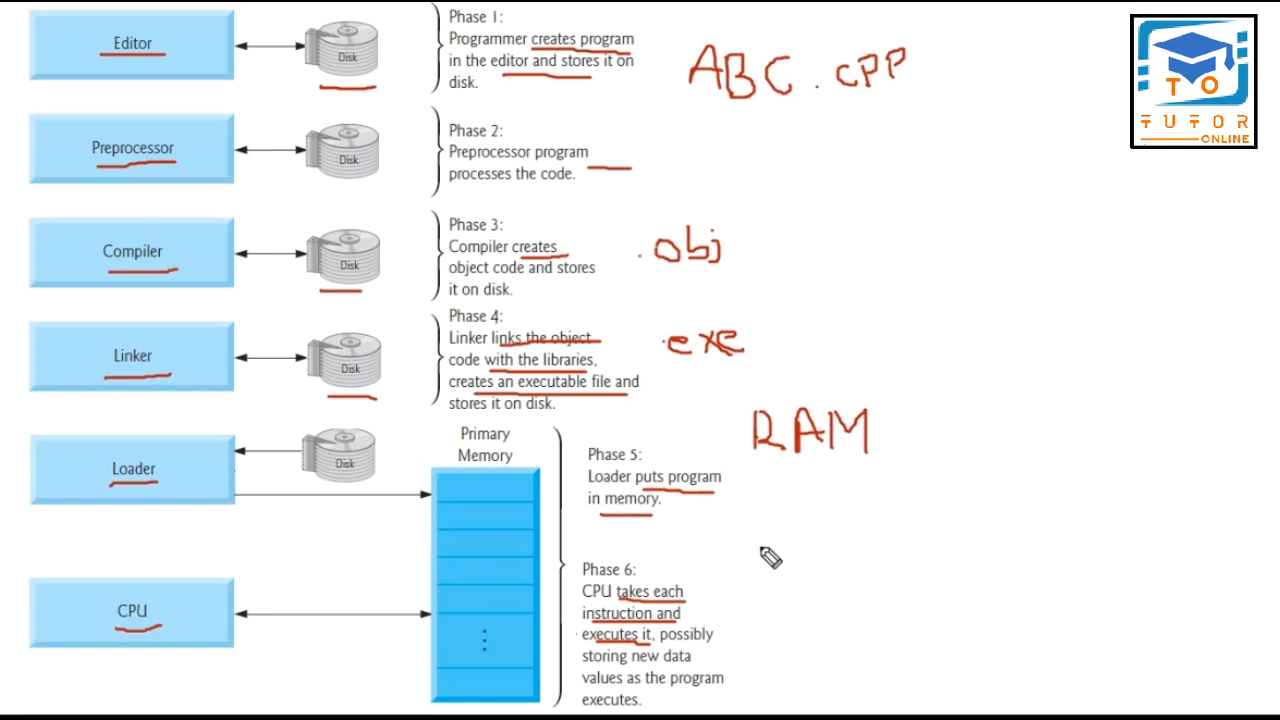 Editor
Disk
Phase 1:
Programmer creates program
in the editor and stores it on
disk.
ABC.cpp
TO
TUTOR
ONLINE
Preprocessor
Disk
Phase 2:
Preprocessor program
processes the code.
Compiler
Disk
Phase 3:
Compiler creates
object code and stores
it on disk.
.obj
Linker
Disk
Phase 4:
Linker links the object
code with the libraries,
creates an executable file and
stores it on disk.
.exe
Loader
Disk
Primary
Memory
Phase 5:
Loader puts program
in memory.
RAM
CPU
Phase 6:
CPU takes each
instruction and
executes it, possibly
storing new data
values as the program
executes.